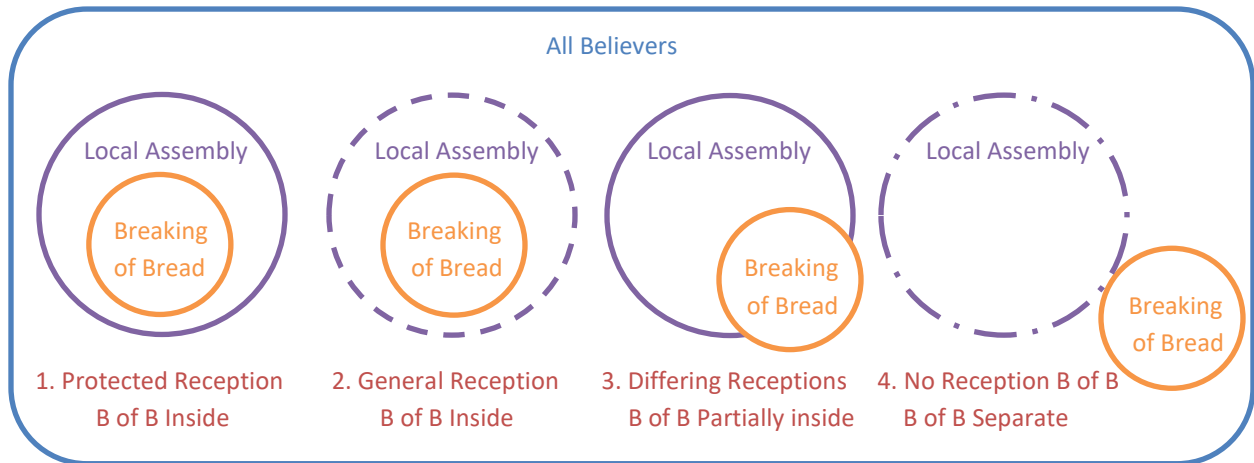 All Believers
Local Assembly
Breaking
of Bread
1. Protected Reception
B of B Inside
Local Assembly
Breaking
of Bread
2. General Reception
B of B Inside
Local Assembly
Breaking
of Bread
3. Differing Receptions
B of B Partially inside
Local Assembly
Breaking
of Bread
4. No Reception B of B
B of B Separate